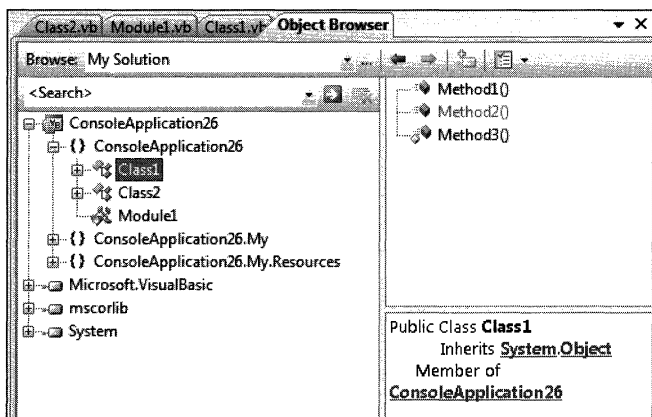 Class2.vb Module1.vb Class1.vb Object Browser
Browse: My Solution
...
<Search>
ConsoleApplication26
{} ConsoleApplication26
Class1
Class2
Module1
{} ConsoleApplication26.My
{} ConsoleApplication26.My.Resources
Microsoft.VisualBasic
mscorlib
System
Method1()
Method2()
Method3()
Public Class Class1
Inherits System.Object
Member of
ConsoleApplication26